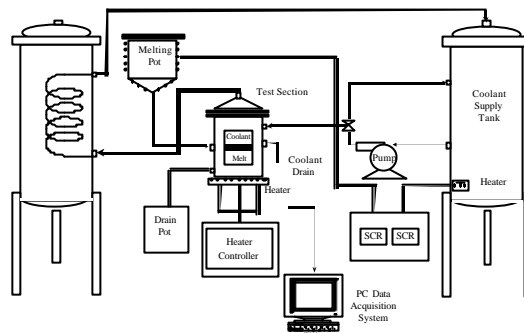 Melting
Pot
Test Section
Coolant
Melt
Coolant
Drain
Heater
Drain
Pot
Heater
Controller
Pump
Coolant
Supply
Tank
Heater
SCR
SCR
PC Data
Acquisition
System